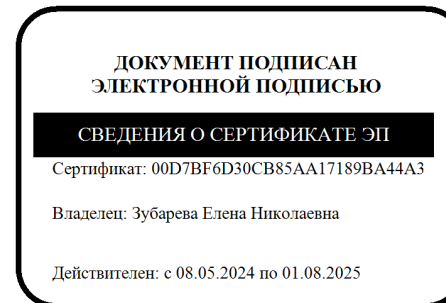 ДОКУМЕНТ ПОДПИСАН
ЭЛЕКТРОННОЙ ПОДПИСЬЮ
СВЕДЕНИЯ О СЕРТИФИКАТЕ ЭП
Сертификат: 00D7BF6D30CB85AA17189BA44A3
Владелец: Зубарева Елена Николаевна
Действителен: с 08.05.2024 по 01.08.2025